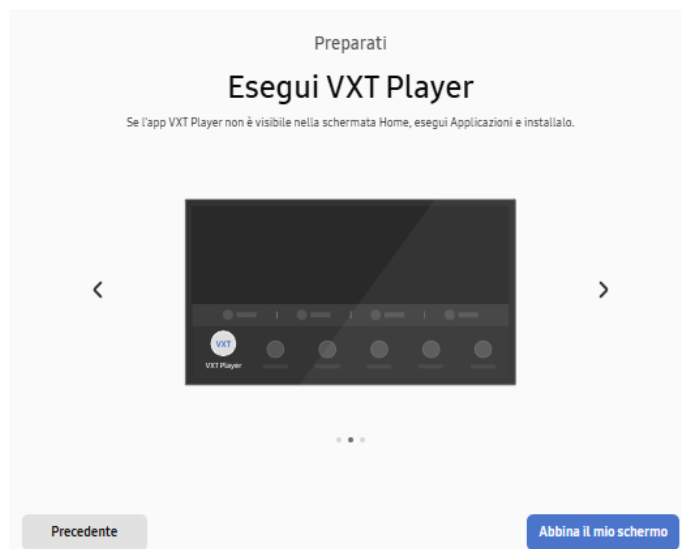 Preparati
Esegui VXT Player
Se l'app VXT Player non è visibile nella schermata Home, esegui Applicazioni e installalo.
VXT
VXT Player
Precedente
Abbina il mio schermo